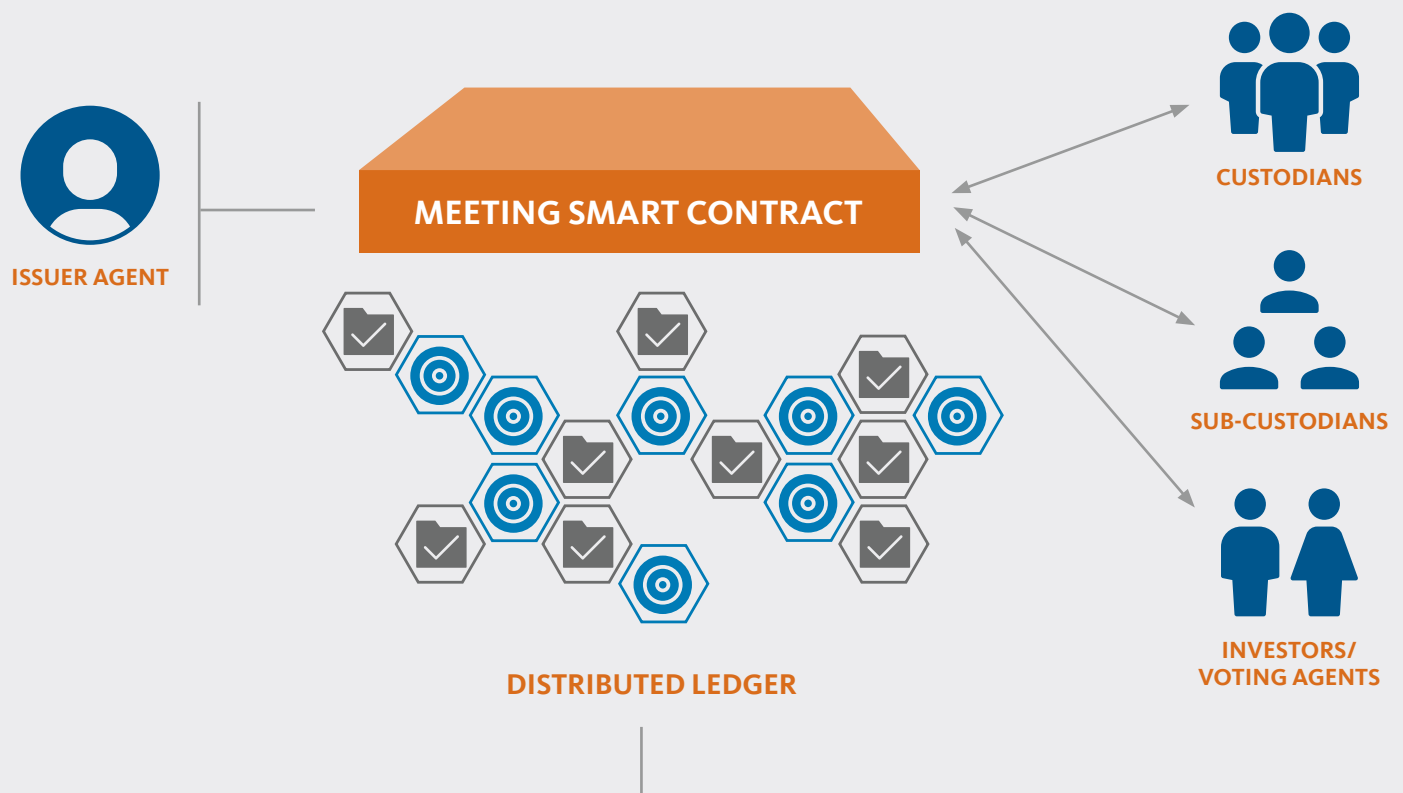 MEETING SMART CONTRACT
ISSUER AGENT
CUSTODIANS
SUB-CUSTODIANS
INVESTORS/
VOTING AGENTS
DISTRIBUTED LEDGER